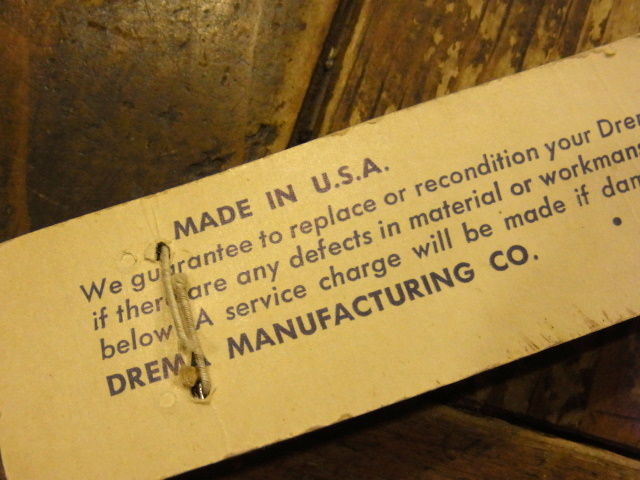 MADE IN U.S.A.
We guarantee to replace or recondition your Drem
if there are any defects in material or workmans
below. A service charge will be made if dam
DREMEL MANUFACTURING CO. •